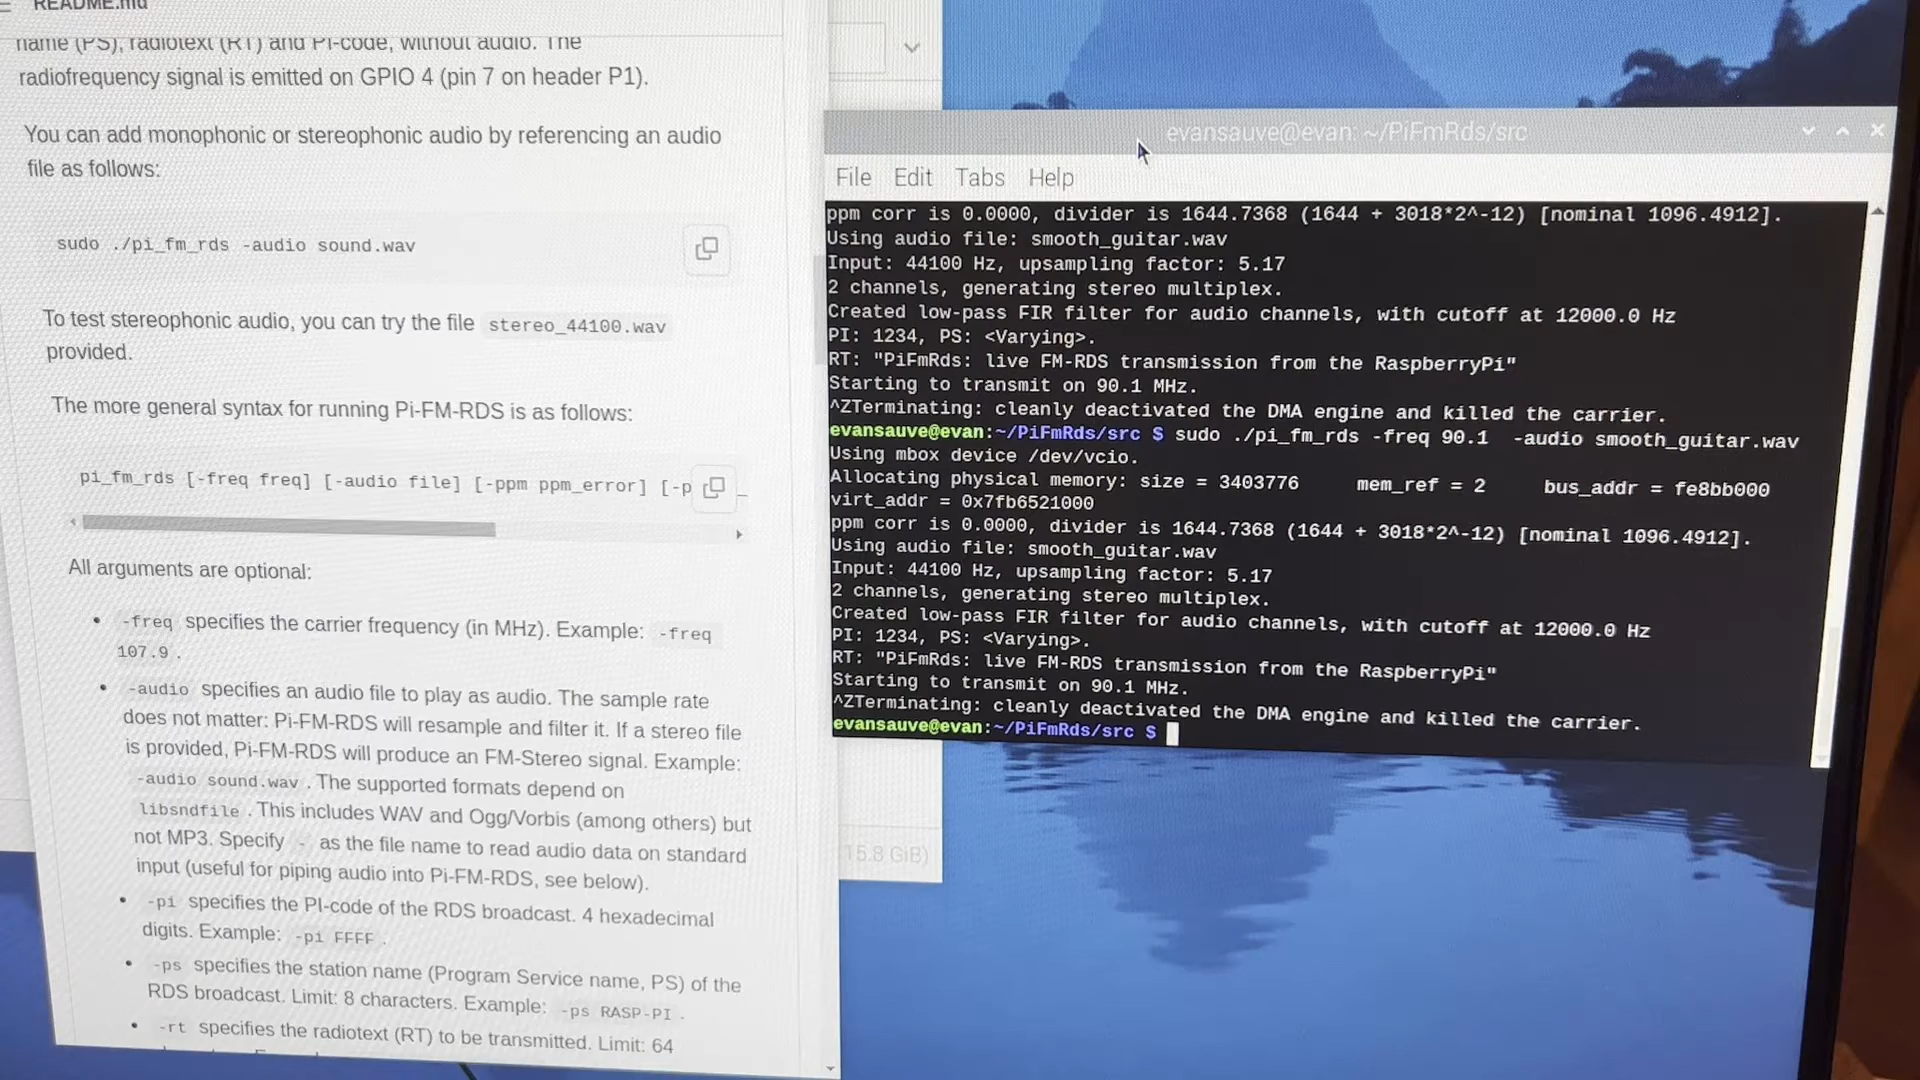 README.md
name (PS), radiotext (RT) and PI-code, without audio. The
radiofrequency signal is emitted on GPIO 4 (pin 7 on header P1).
You can add monophonic or stereophonic audio by referencing an audio
file as follows:
sudo ./pi_fm_rds -audio sound.wav
To test stereophonic audio, you can try the file stereo_44100.wav
provided.
The more general syntax for running Pi-FM-RDS is as follows:
pi_fm_rds [-freq freq] [-audio file] [-ppm ppm_error] [-p
All arguments are optional:
• -freq specifies the carrier frequency (in MHz). Example: -freq
107.9 .
• -audio specifies an audio file to play as audio. The sample rate
does not matter: Pi-FM-RDS will resample and filter it. If a stereo file
is provided, Pi-FM-RDS will produce an FM-Stereo signal. Example:
-audio sound.wav . The supported formats depend on
libsndfile . This includes WAV and Ogg/Vorbis (among others) but
not MP3. Specify - as the file name to read audio data on standard
input (useful for piping audio into Pi-FM-RDS, see below).
• -pi specifies the PI-code of the RDS broadcast. 4 hexadecimal
digits. Example: -pi FFFF .
• -ps specifies the station name (Program Service name, PS) of the
RDS broadcast. Limit: 8 characters. Example: -ps RASP-PI .
• -rt specifies the radiotext (RT) to be transmitted. Limit: 64
15.8 GiB)
evansauve@evan: ~/PiFmRds/src
File Edit Tabs Help
ppm corr is 0.0000, divider is 1644.7368 (1644 + 3018*2^-12) [nominal 1096.4912].
Using audio file: smooth_guitar.wav
Input: 44100 Hz, upsampling factor: 5.17
2 channels, generating stereo multiplex.
Created low-pass FIR filter for audio channels, with cutoff at 12000.0 Hz
PI: 1234, PS: <Varying>.
RT: "PiFmRds: live FM-RDS transmission from the RaspberryPi"
Starting to transmit on 90.1 MHz.
^ZTerminating: cleanly deactivated the DMA engine and killed the carrier.
evansauve@evan:~/PiFmRds/src $ sudo ./pi_fm_rds -freq 90.1 -audio smooth_guitar.wav
Using mbox device /dev/vcio.
Allocating physical memory: size = 3403776 mem_ref = 2 bus_addr = fe8bb000
virt_addr = 0x7fb6521000
ppm corr is 0.0000, divider is 1644.7368 (1644 + 3018*2^-12) [nominal 1096.4912].
Using audio file: smooth_guitar.wav
Input: 44100 Hz, upsampling factor: 5.17
2 channels, generating stereo multiplex.
Created low-pass FIR filter for audio channels, with cutoff at 12000.0 Hz
PI: 1234, PS: <Varying>.
RT: "PiFmRds: live FM-RDS transmission from the RaspberryPi"
Starting to transmit on 90.1 MHz.
^ZTerminating: cleanly deactivated the DMA engine and killed the carrier.
evansauve@evan:~/PiFmRds/src $